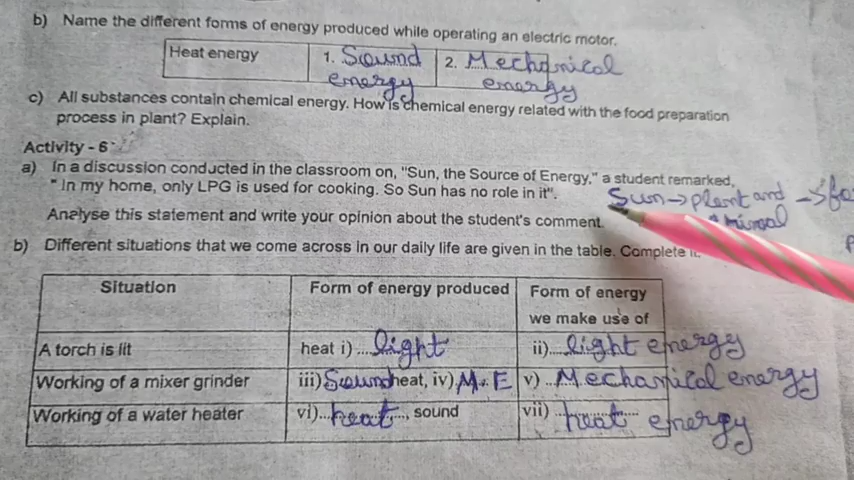 b) Name the different forms of energy produced while operating an electric motor.
Heat energy 1. Sound energy 2. Mechanical energy
c) All substances contain chemical energy. How is chemical energy related with the food preparation
process in plant? Explain.
Activity - 6
a) In a discussion conducted in the classroom on, "Sun, the Source of Energy," a student remarked,
"In my home, only LPG is used for cooking. So Sun has no role in it".
Sun → plant and →
Analyse this statement and write your opinion about the student's comment.
b) Different situations that we come across in our daily life are given in the table. Complete it.
Situation Form of energy produced Form of energy
we make use of
A torch is lit heat i) light ii) light energy
Working of a mixer grinder iii) Sound heat, iv) M.E v) Mechanical energy
Working of a water heater vi) heat, sound vii) heat energy